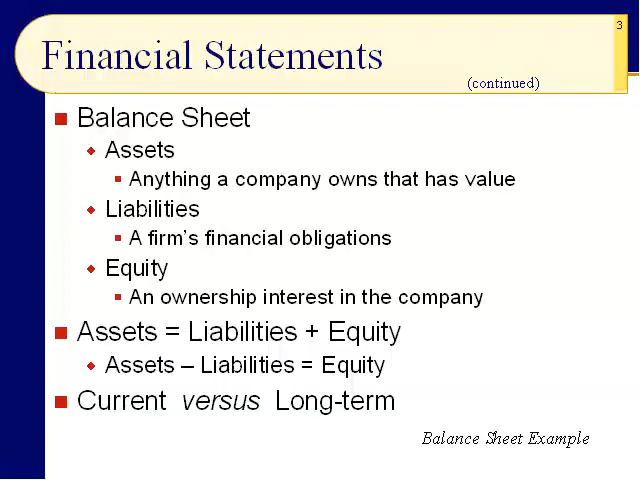 3
Financial Statements
(continued)
Balance Sheet
Assets
Anything a company owns that has value
Liabilities
A firm's financial obligations
Equity
An ownership interest in the company
Assets = Liabilities + Equity
Assets – Liabilities = Equity
Current versus Long-term
Balance Sheet Example